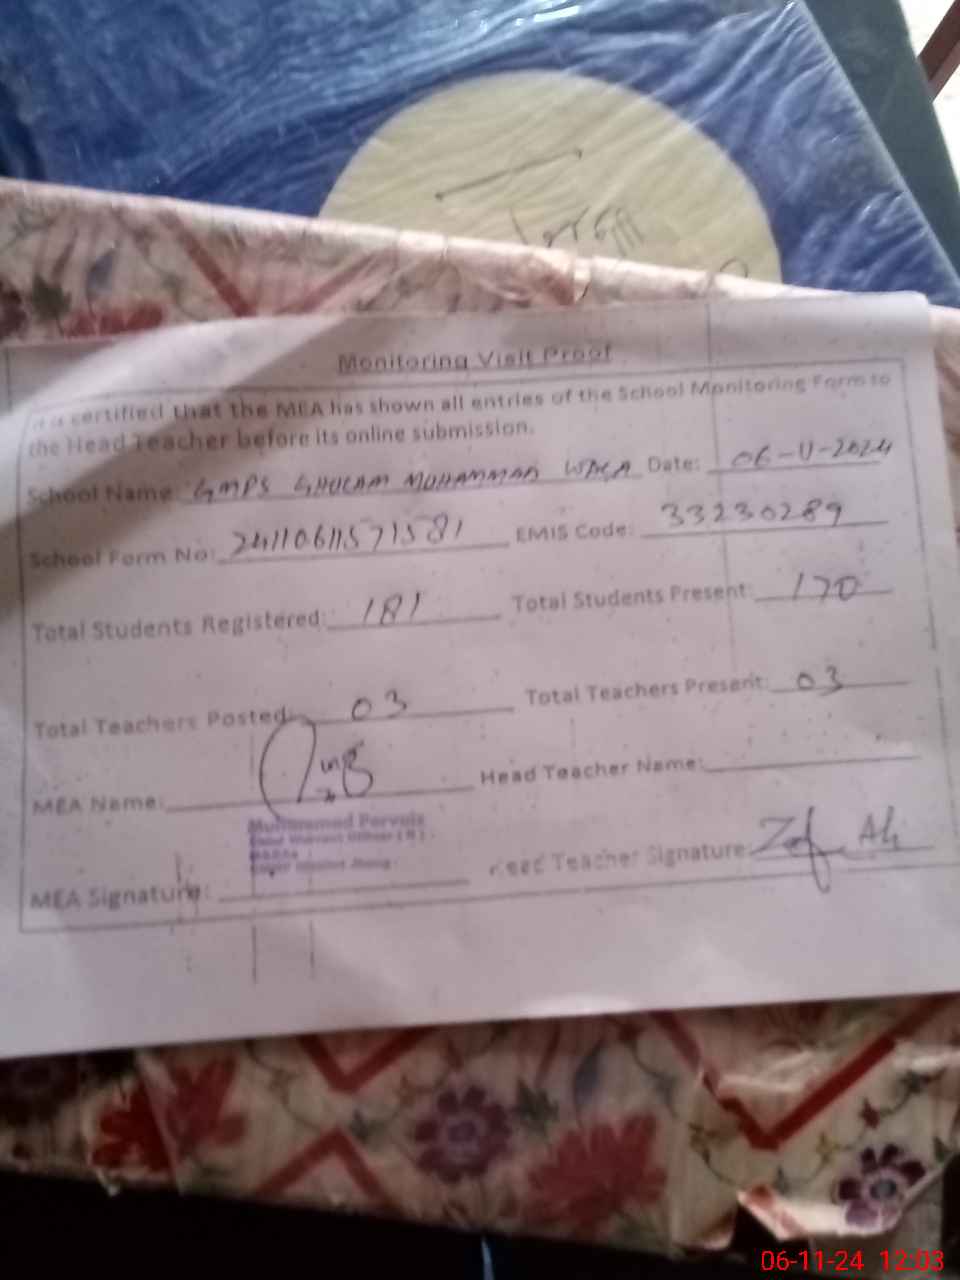 Monitoring Visit Proof
It is certified that the MEA has shown all entries of the School Monitoring Form to
the Head Teacher before its online submission.
School Name: GMPS GHULAM MUHAMMAD WALA Date: 06-11-2024
School Form No: 24110611571581 EMIS Code: 33230289
Total Students Registered: 181 Total Students Present: 170
Total Teachers Posted: 03 Total Teachers Present: 03
MEA Name: Head Teacher Name:
Muhammad Pervaiz
MEA Signature: Head Teacher Signature:
06-11-24 12:03